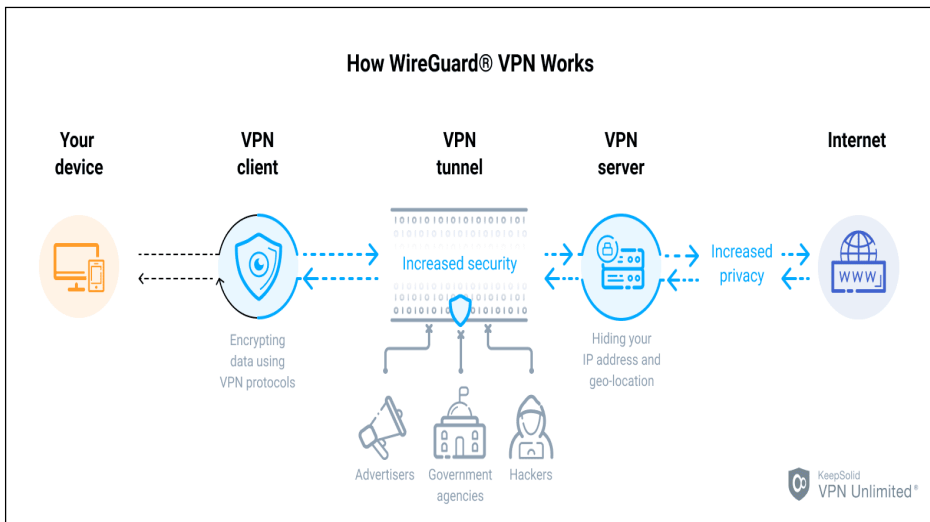 How WireGuard® VPN Works
Your
device
VPN
client
VPN
tunnel
VPN
server
Internet
Increased security
Increased
privacy
WWW
Encrypting
data using
VPN protocols
Hiding your
IP address and
geo-location
Advertisers
Government
agencies
Hackers
KeepSolid
VPN Unlimited®